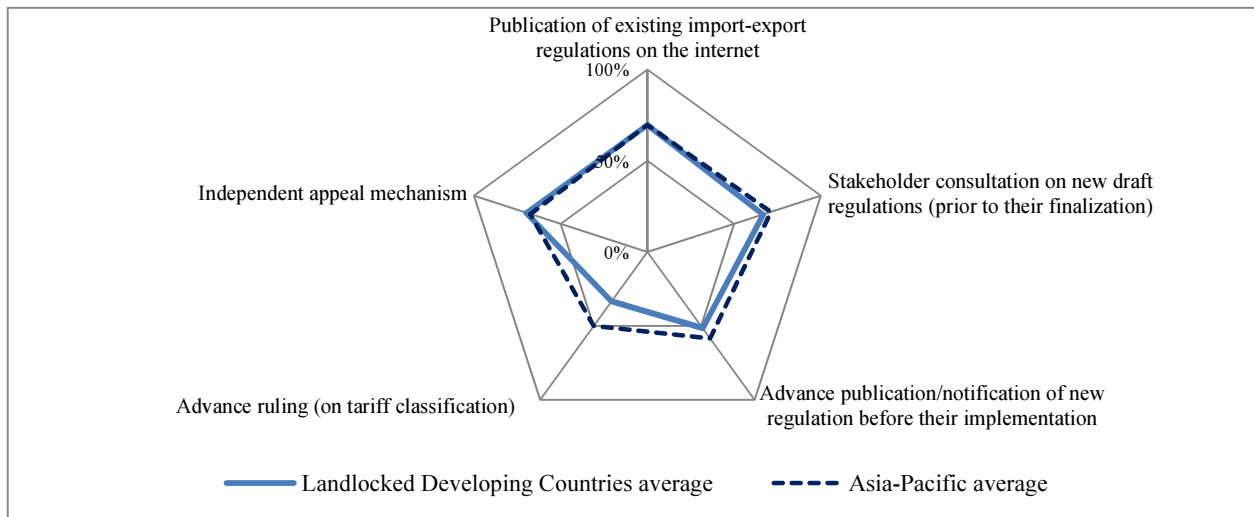 Publication of existing import-export
regulations on the internet
100%
50%
0%
Stakeholder consultation on new draft
regulations (prior to their finalization)
Independent appeal mechanism
Advance ruling (on tariff classification)
Advance publication/notification of new
regulation before their implementation
Landlocked Developing Countries average
Asia-Pacific average